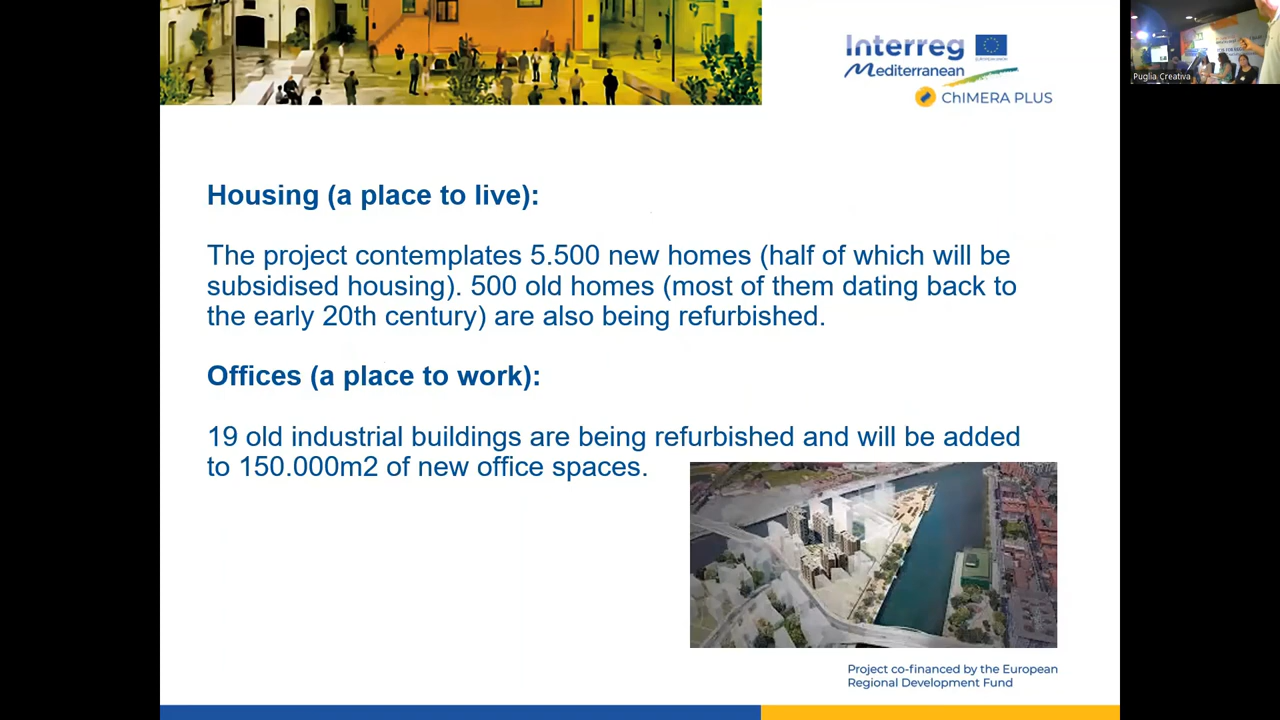 Interreg
EUROPEAN UNION
Mediterranean
ChIMERA PLUS
Puglia Creativa
Housing (a place to live):
The project contemplates 5.500 new homes (half of which will be
subsidised housing). 500 old homes (most of them dating back to
the early 20th century) are also being refurbished.
Offices (a place to work):
19 old industrial buildings are being refurbished and will be added
to 150.000m2 of new office spaces.
Project co-financed by the European
Regional Development Fund